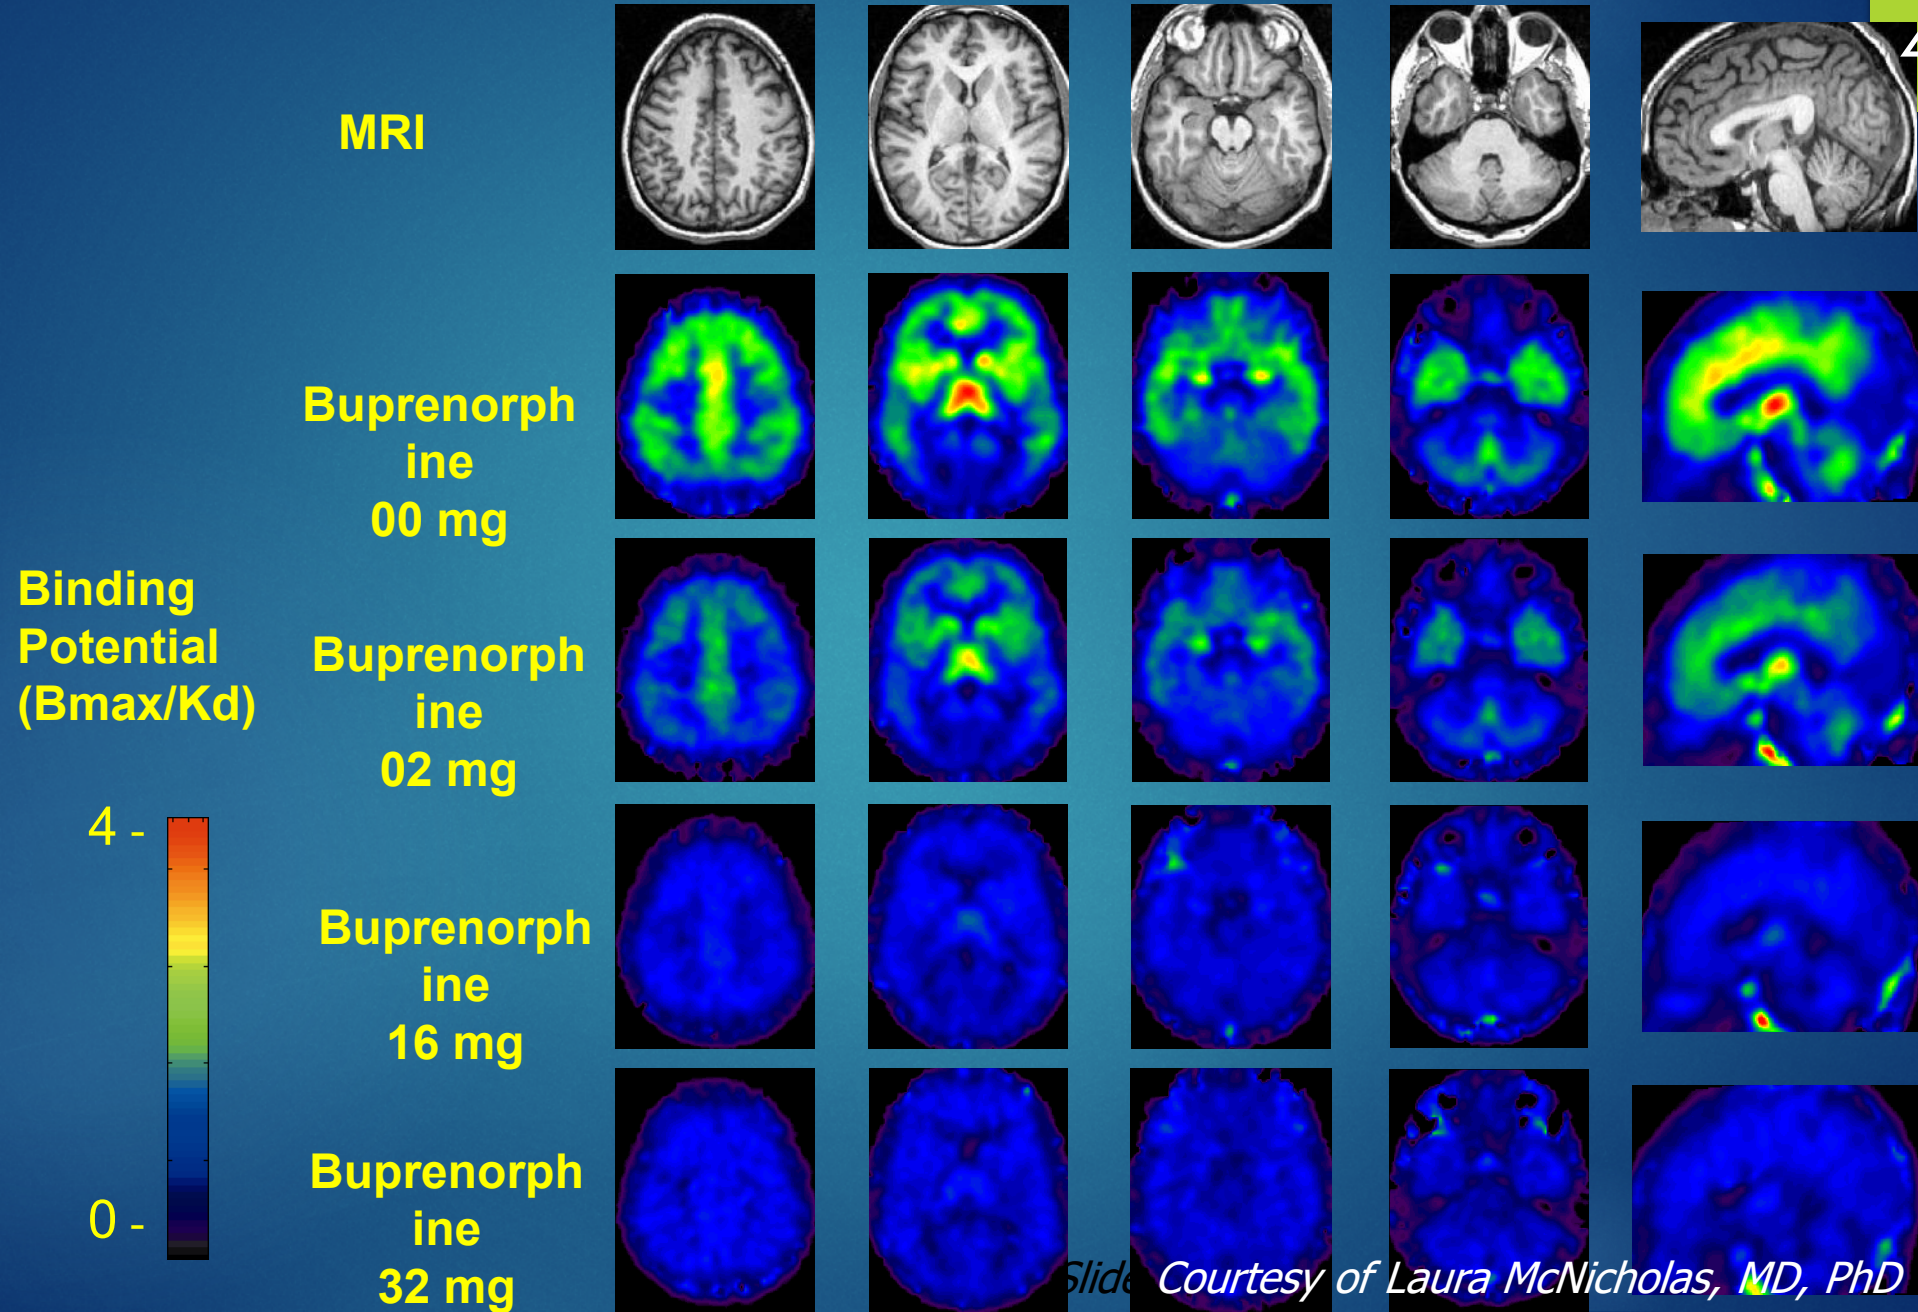 MRI
Buprenorph
ine
00 mg
Binding
Potential
(Bmax/Kd)
Buprenorph
ine
02 mg
4 -
0 -
Buprenorph
ine
16 mg
Buprenorph
ine
32 mg
Slide Courtesy of Laura McNicholas, MD, PhD